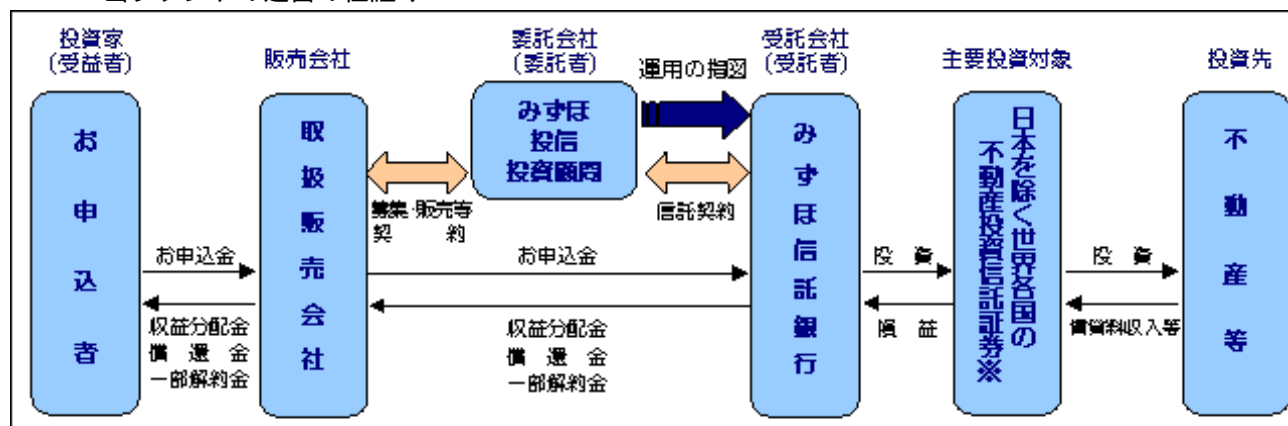 投資家
(受益者)
販売会社
委託会社
(委託者)
受託会社
(受託者)
主要投資対象
投資先
運用の指図
お申込者
取扱販売会社
みずほ
投信
投資顧問
みずほ信託銀行
日本を除く世界各国の
不動産投資信託証券※
不動産等
募集・販売等
契約
信託契約
お申込金
収益分配金
償還金
一部解約金
お申込金
収益分配金
償還金
一部解約金
投資
損益
投資
賃貸料収入等